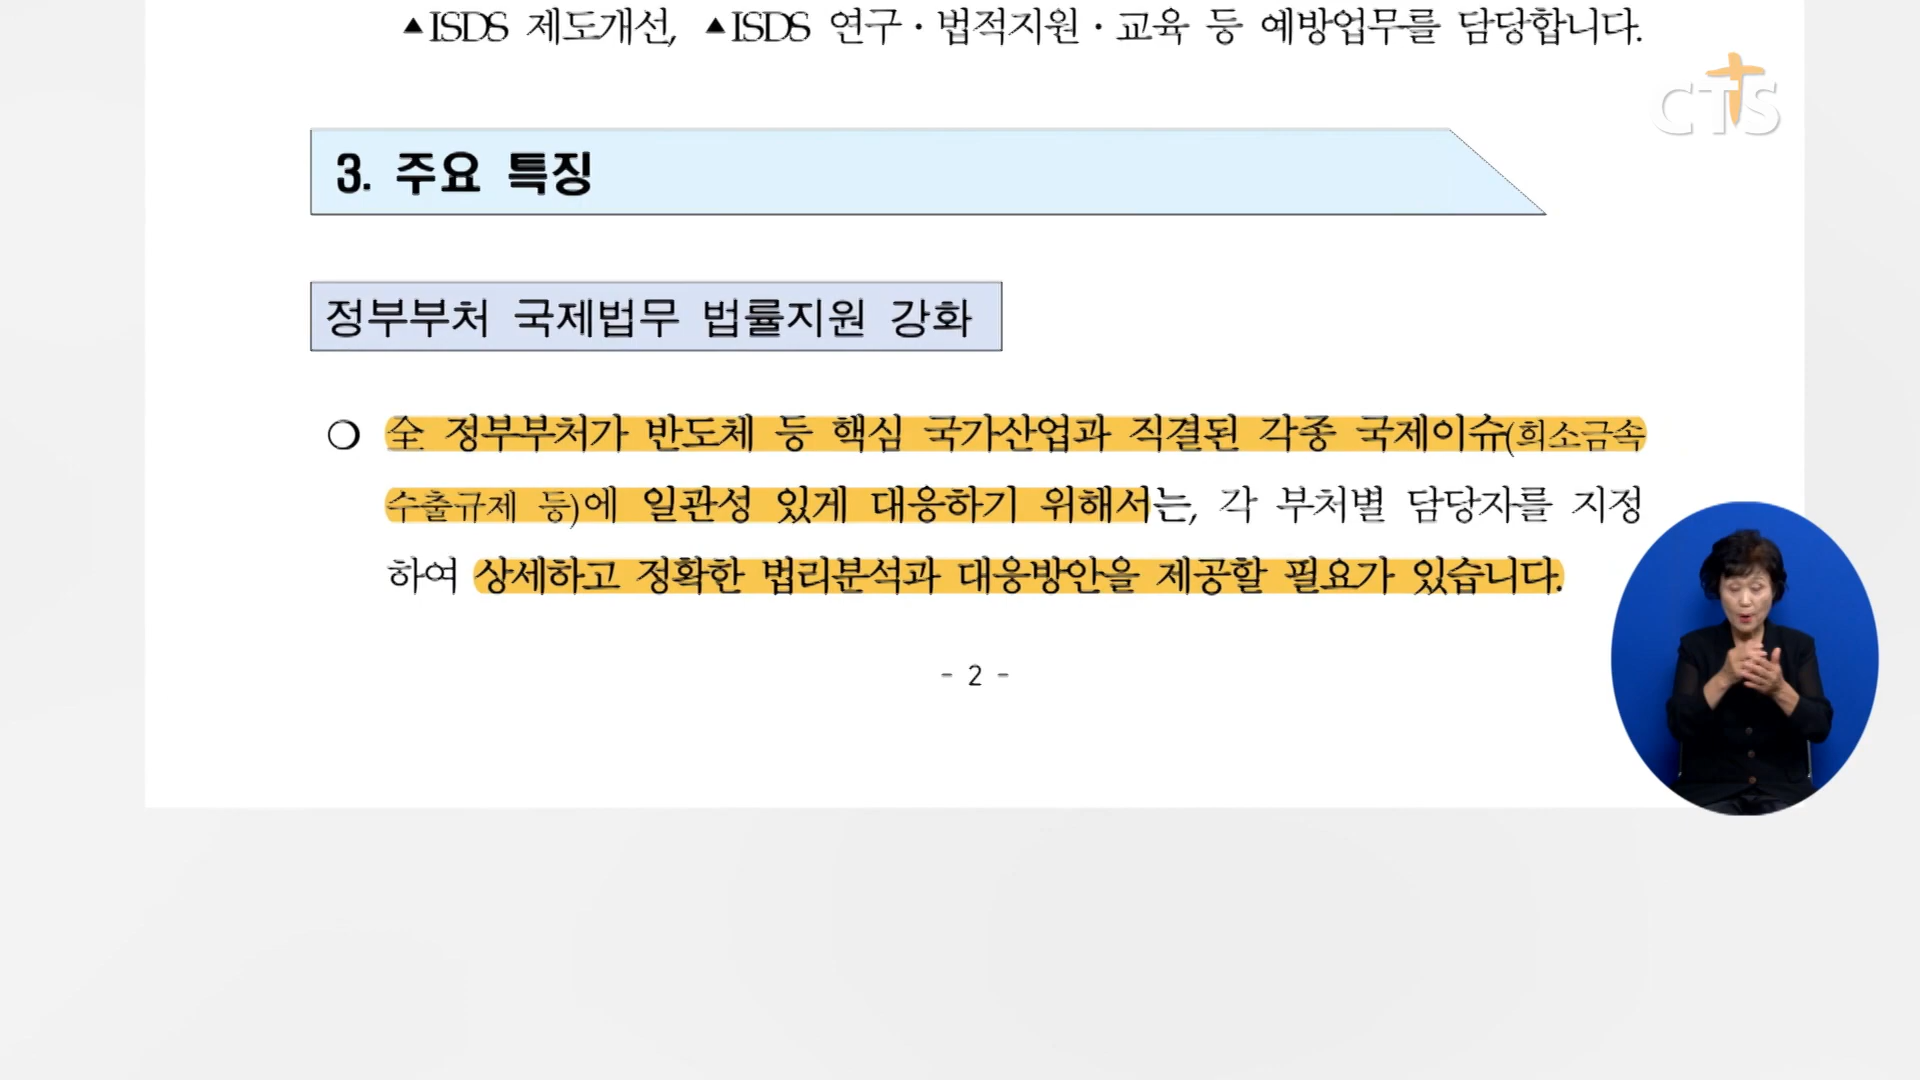 ▲ISDS 제도개선, ▲ISDS 연구·법적지원·교육 등 예방업무를 담당합니다.
CTS
3. 주요 특징
정부부처 국제법무 법률지원 강화
○ 全 정부부처가 반도체 등 핵심 국가산업과 직결된 각종 국제이슈(희소금속
수출규제 등)에 일관성 있게 대응하기 위해서는, 각 부처별 담당자를 지정
하여 상세하고 정확한 법리분석과 대응방안을 제공할 필요가 있습니다.
- 2 -